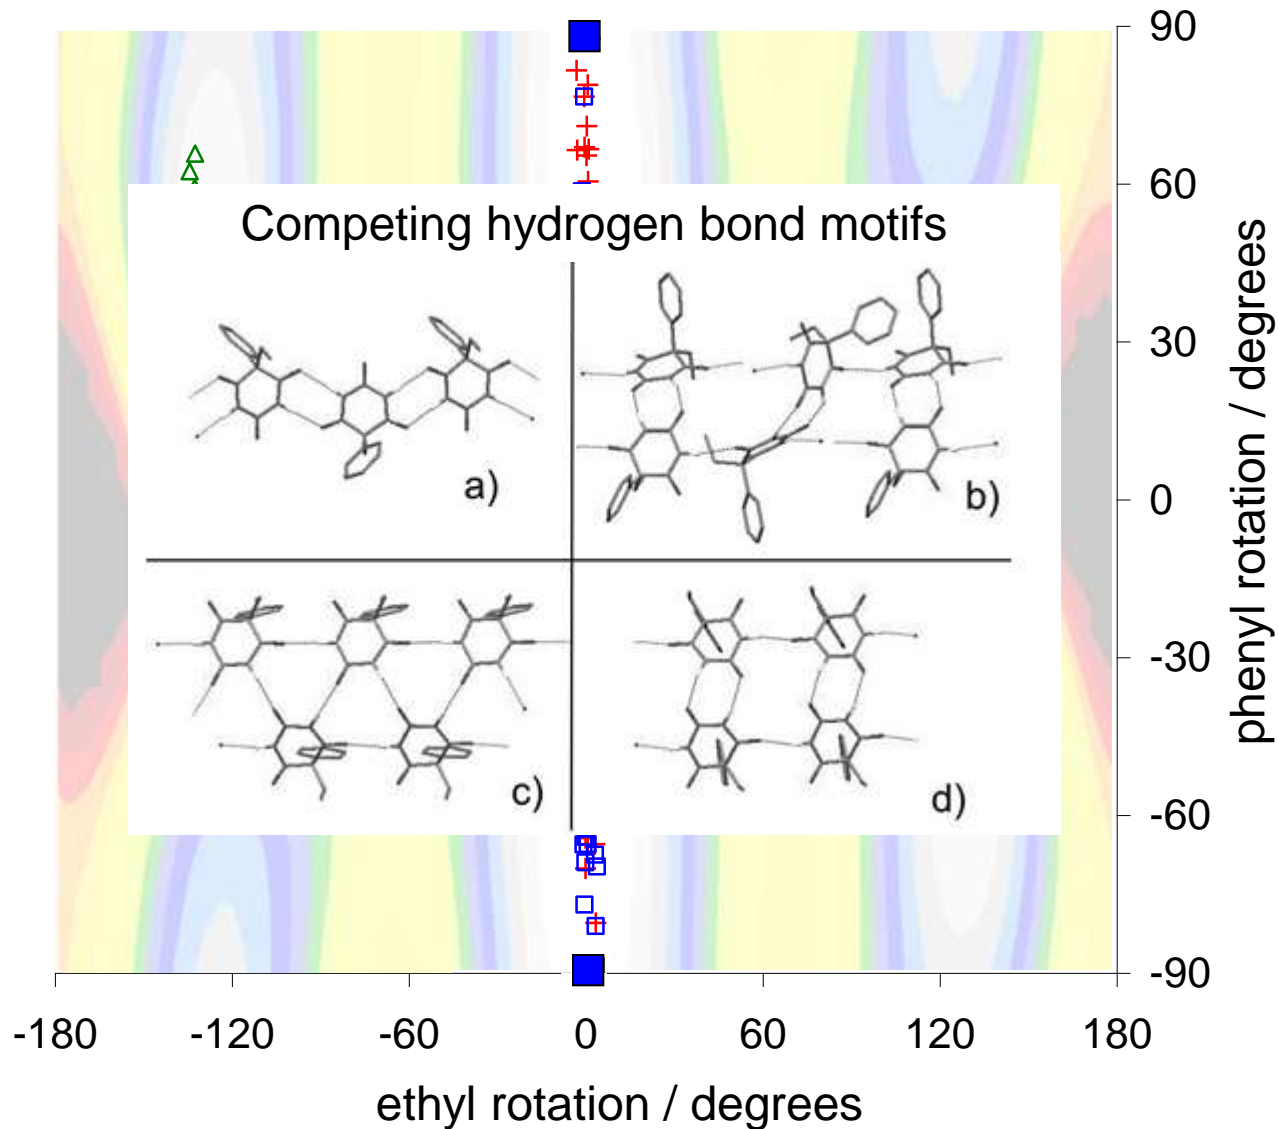 90
60
30
0
-30
-60
-90
phenyl rotation / degrees
Competing hydrogen bond motifs
a)
b)
c)
d)
-180 -120 -60 0 60 120 180
ethyl rotation / degrees